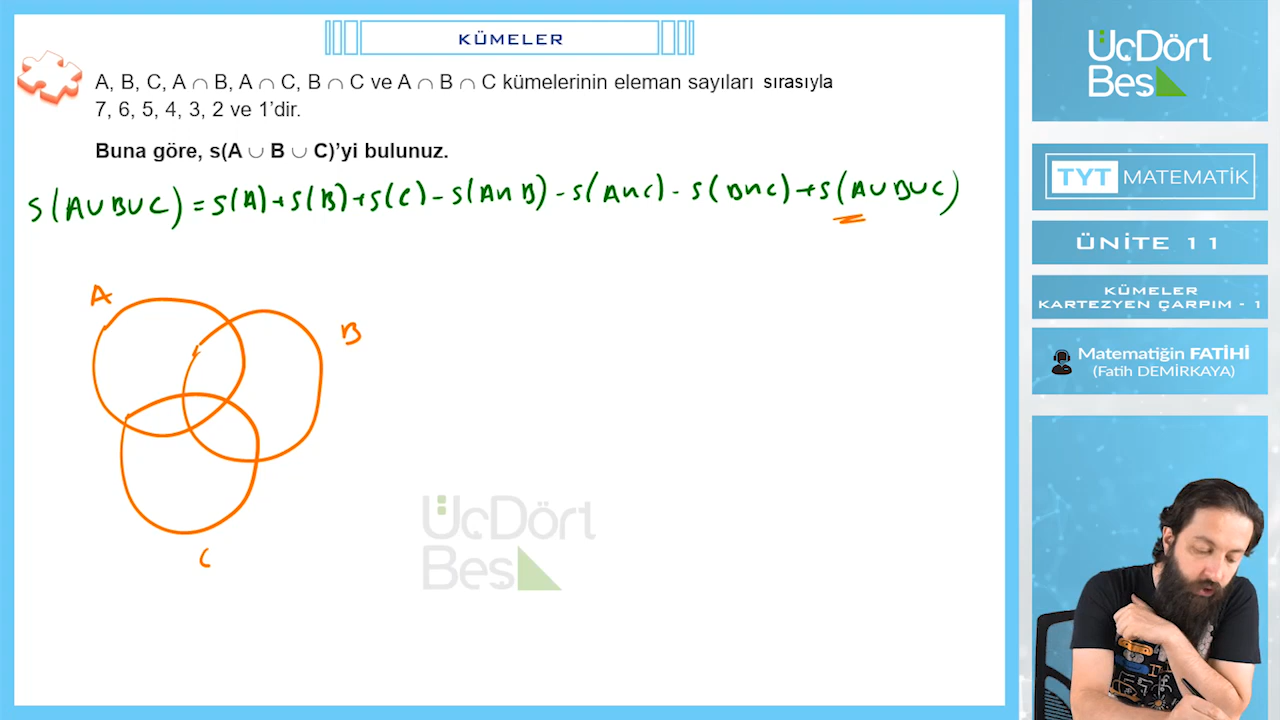 KÜMELER
A, B, C, A ∩ B, A ∩ C, B ∩ C ve A ∩ B ∩ C kümelerinin eleman sayıları sırasıyla
7, 6, 5, 4, 3, 2 ve 1'dir.
Buna göre, s(A ∪ B ∪ C)'yi bulunuz.
S(A∪B∪C) = S(A)+S(B)+S(C) - S(A∩B) - S(A∩C) - S(B∩C) + S(A∪B∪C)
A
B
C
ÜçDört
Beş
ÜçDört
Beş
TYT MATEMATİK
ÜNİTE 11
KÜMELER
KARTEZYEN ÇARPIM - 1
Matematiğin FATİHİ
(Fatih DEMİRKAYA)